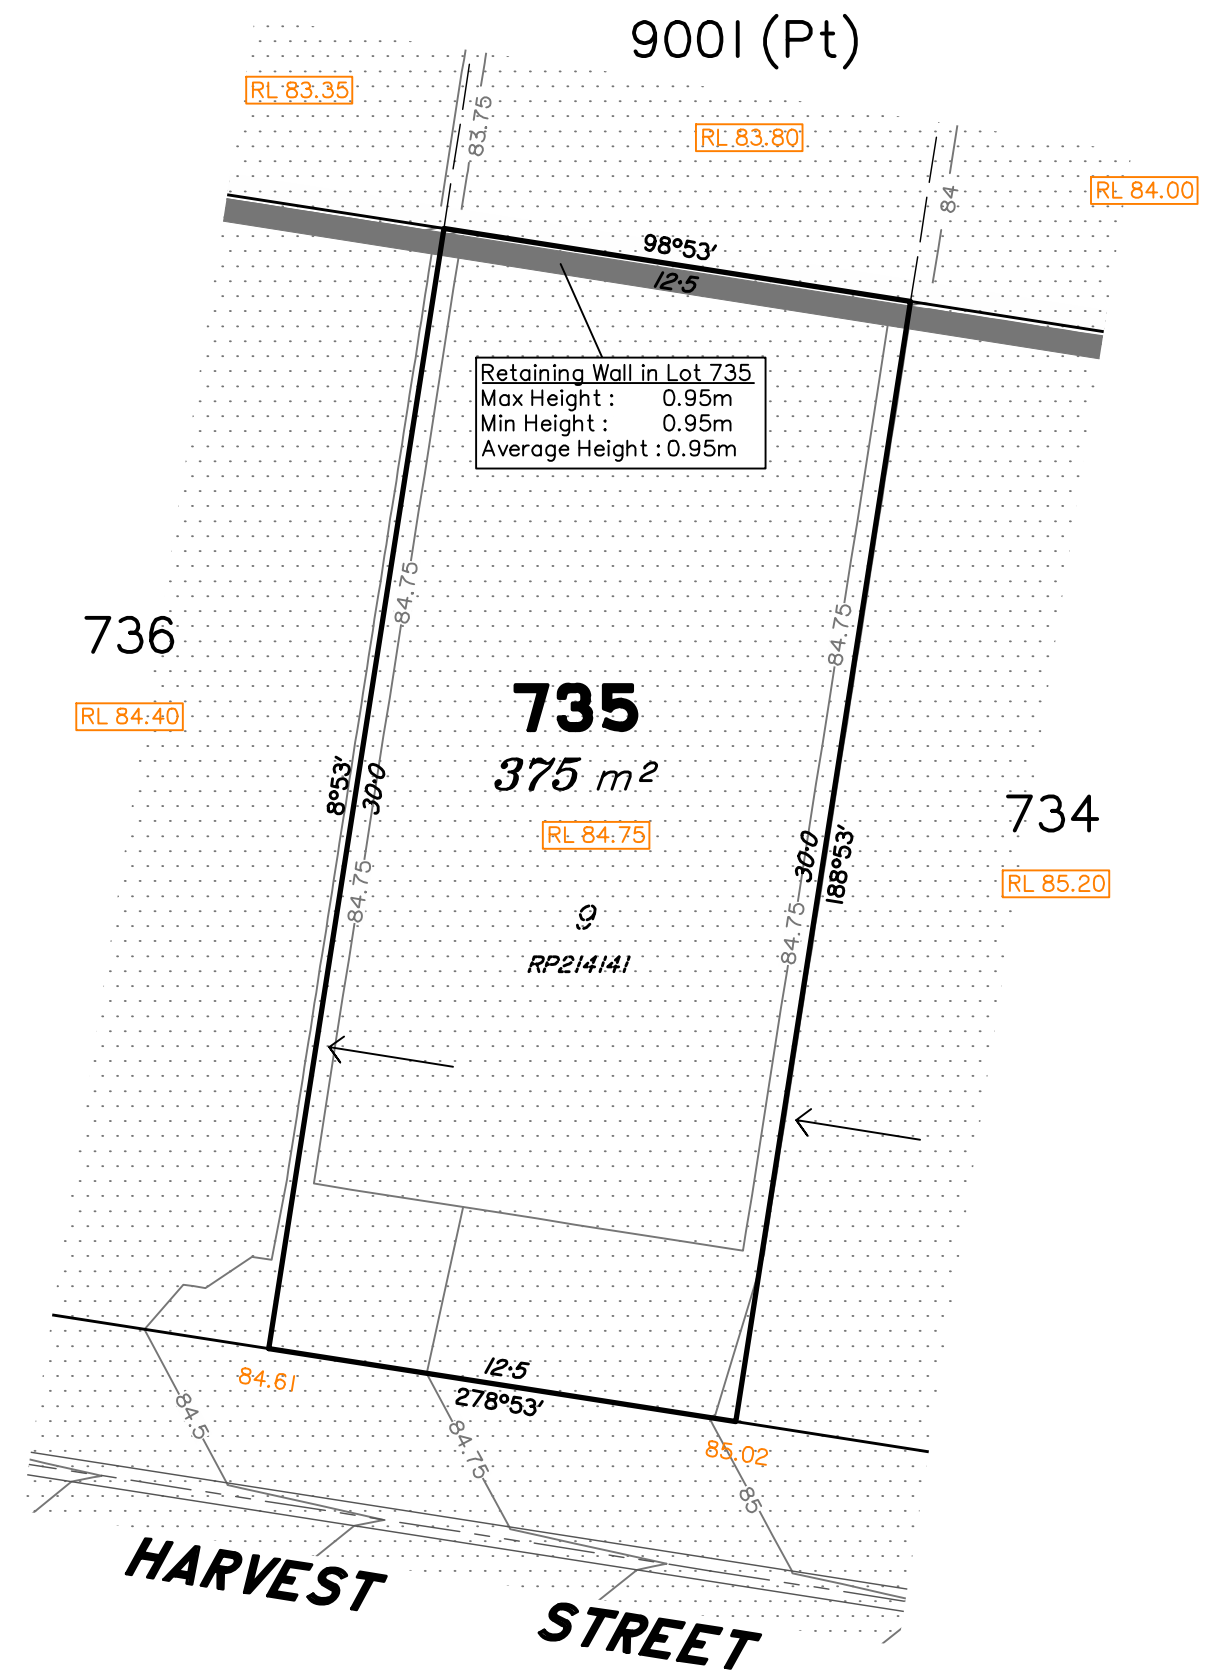 9001 (Pt)
RL 83.35
83.75
RL 83.80
RL 84.00
84
98°53′
12·5
Retaining Wall in Lot 735
Max Height : 0.95m
Min Height : 0.95m
Average Height : 0.95m
84.75
84.75
736
735
RL 84.40
375 m²
8°53′
30·0
734
RL 84.75
30·0
188°53′
84.75
RL 85.20
9
84.75
RP214141
84.61
12·5
278°53′
84.5
84.75
85.02
85
HARVEST STREET